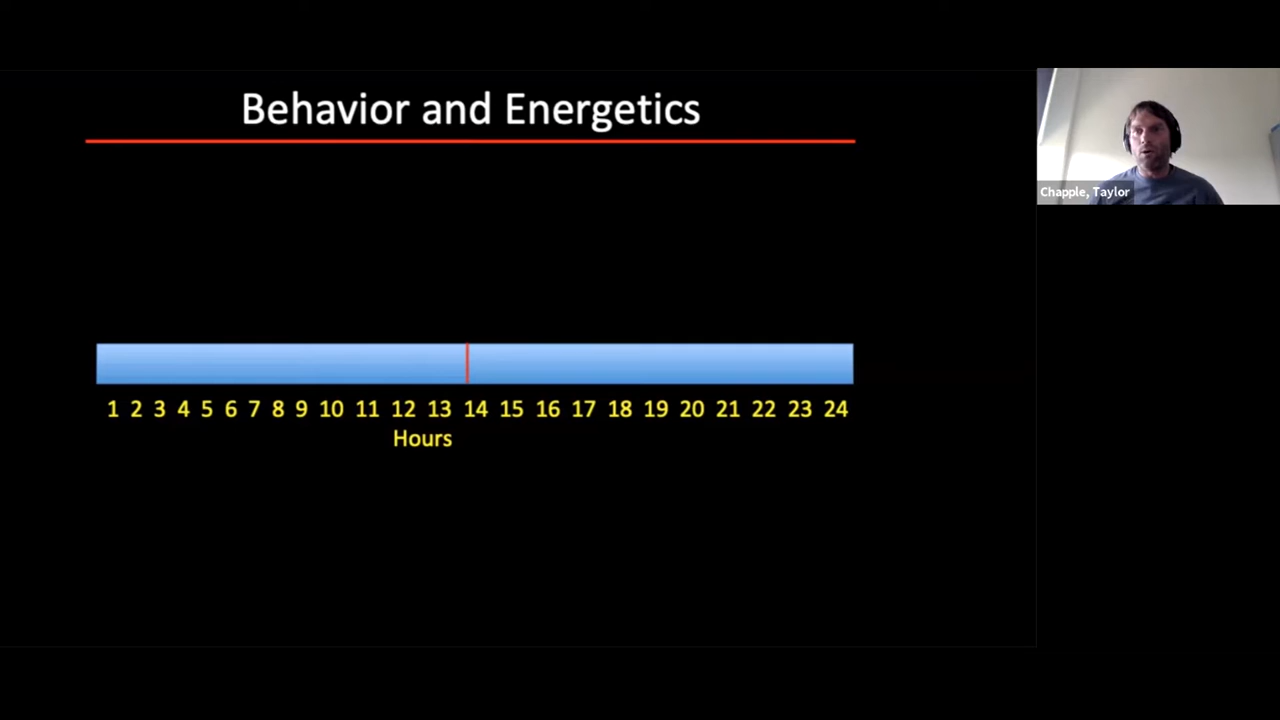 Behavior and Energetics
Chapple, Taylor
1 2 3 4 5 6 7 8 9 10 11 12 13 14 15 16 17 18 19 20 21 22 23 24
Hours